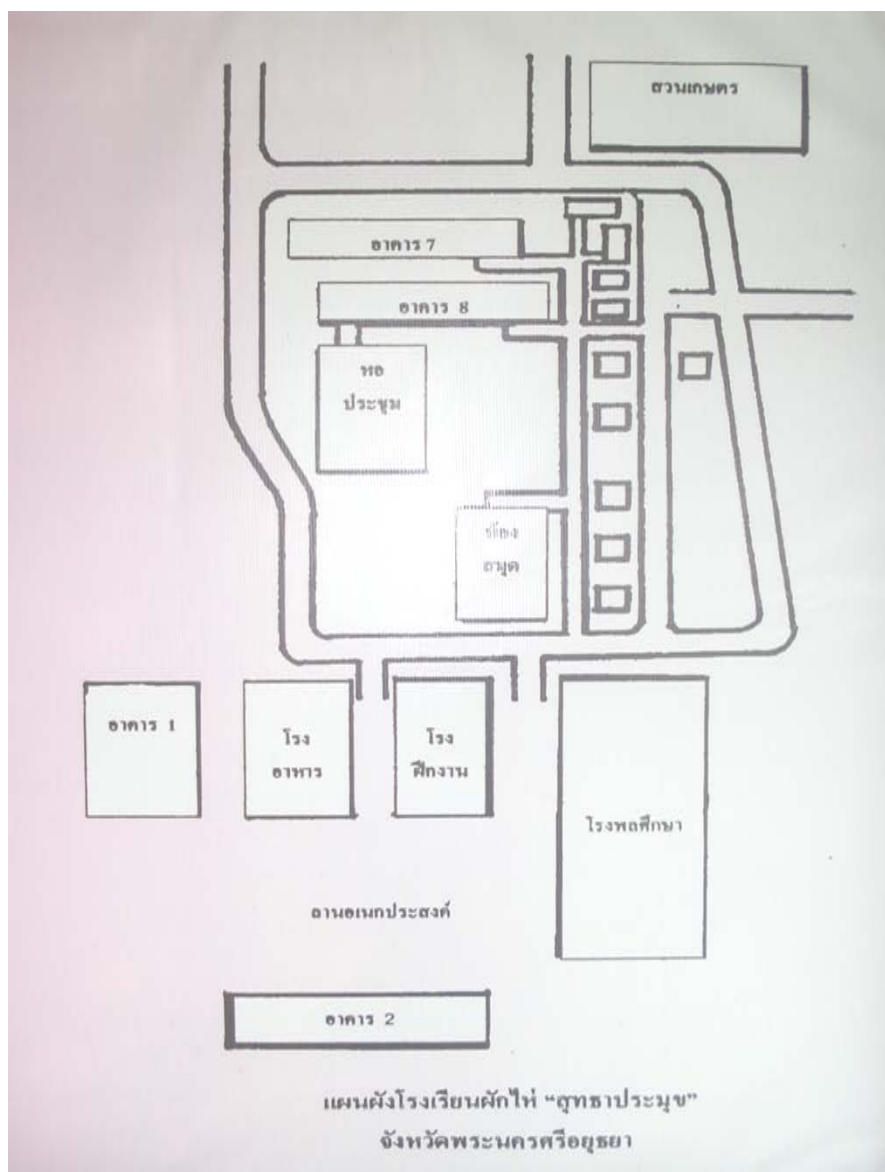 สวนเกษตร
อาคาร 7
อาคาร 8
หอ
ประชุม
ห้อง
สมุด
อาคาร 1
โรง
อาหาร
โรง
ฝึกงาน
โรงพลศึกษา
ลานอเนกประสงค์
อาคาร 2
แผนผังโรงเรียนผักไห่ “สุทธาประมุข”
จังหวัดพระนครศรีอยุธยา